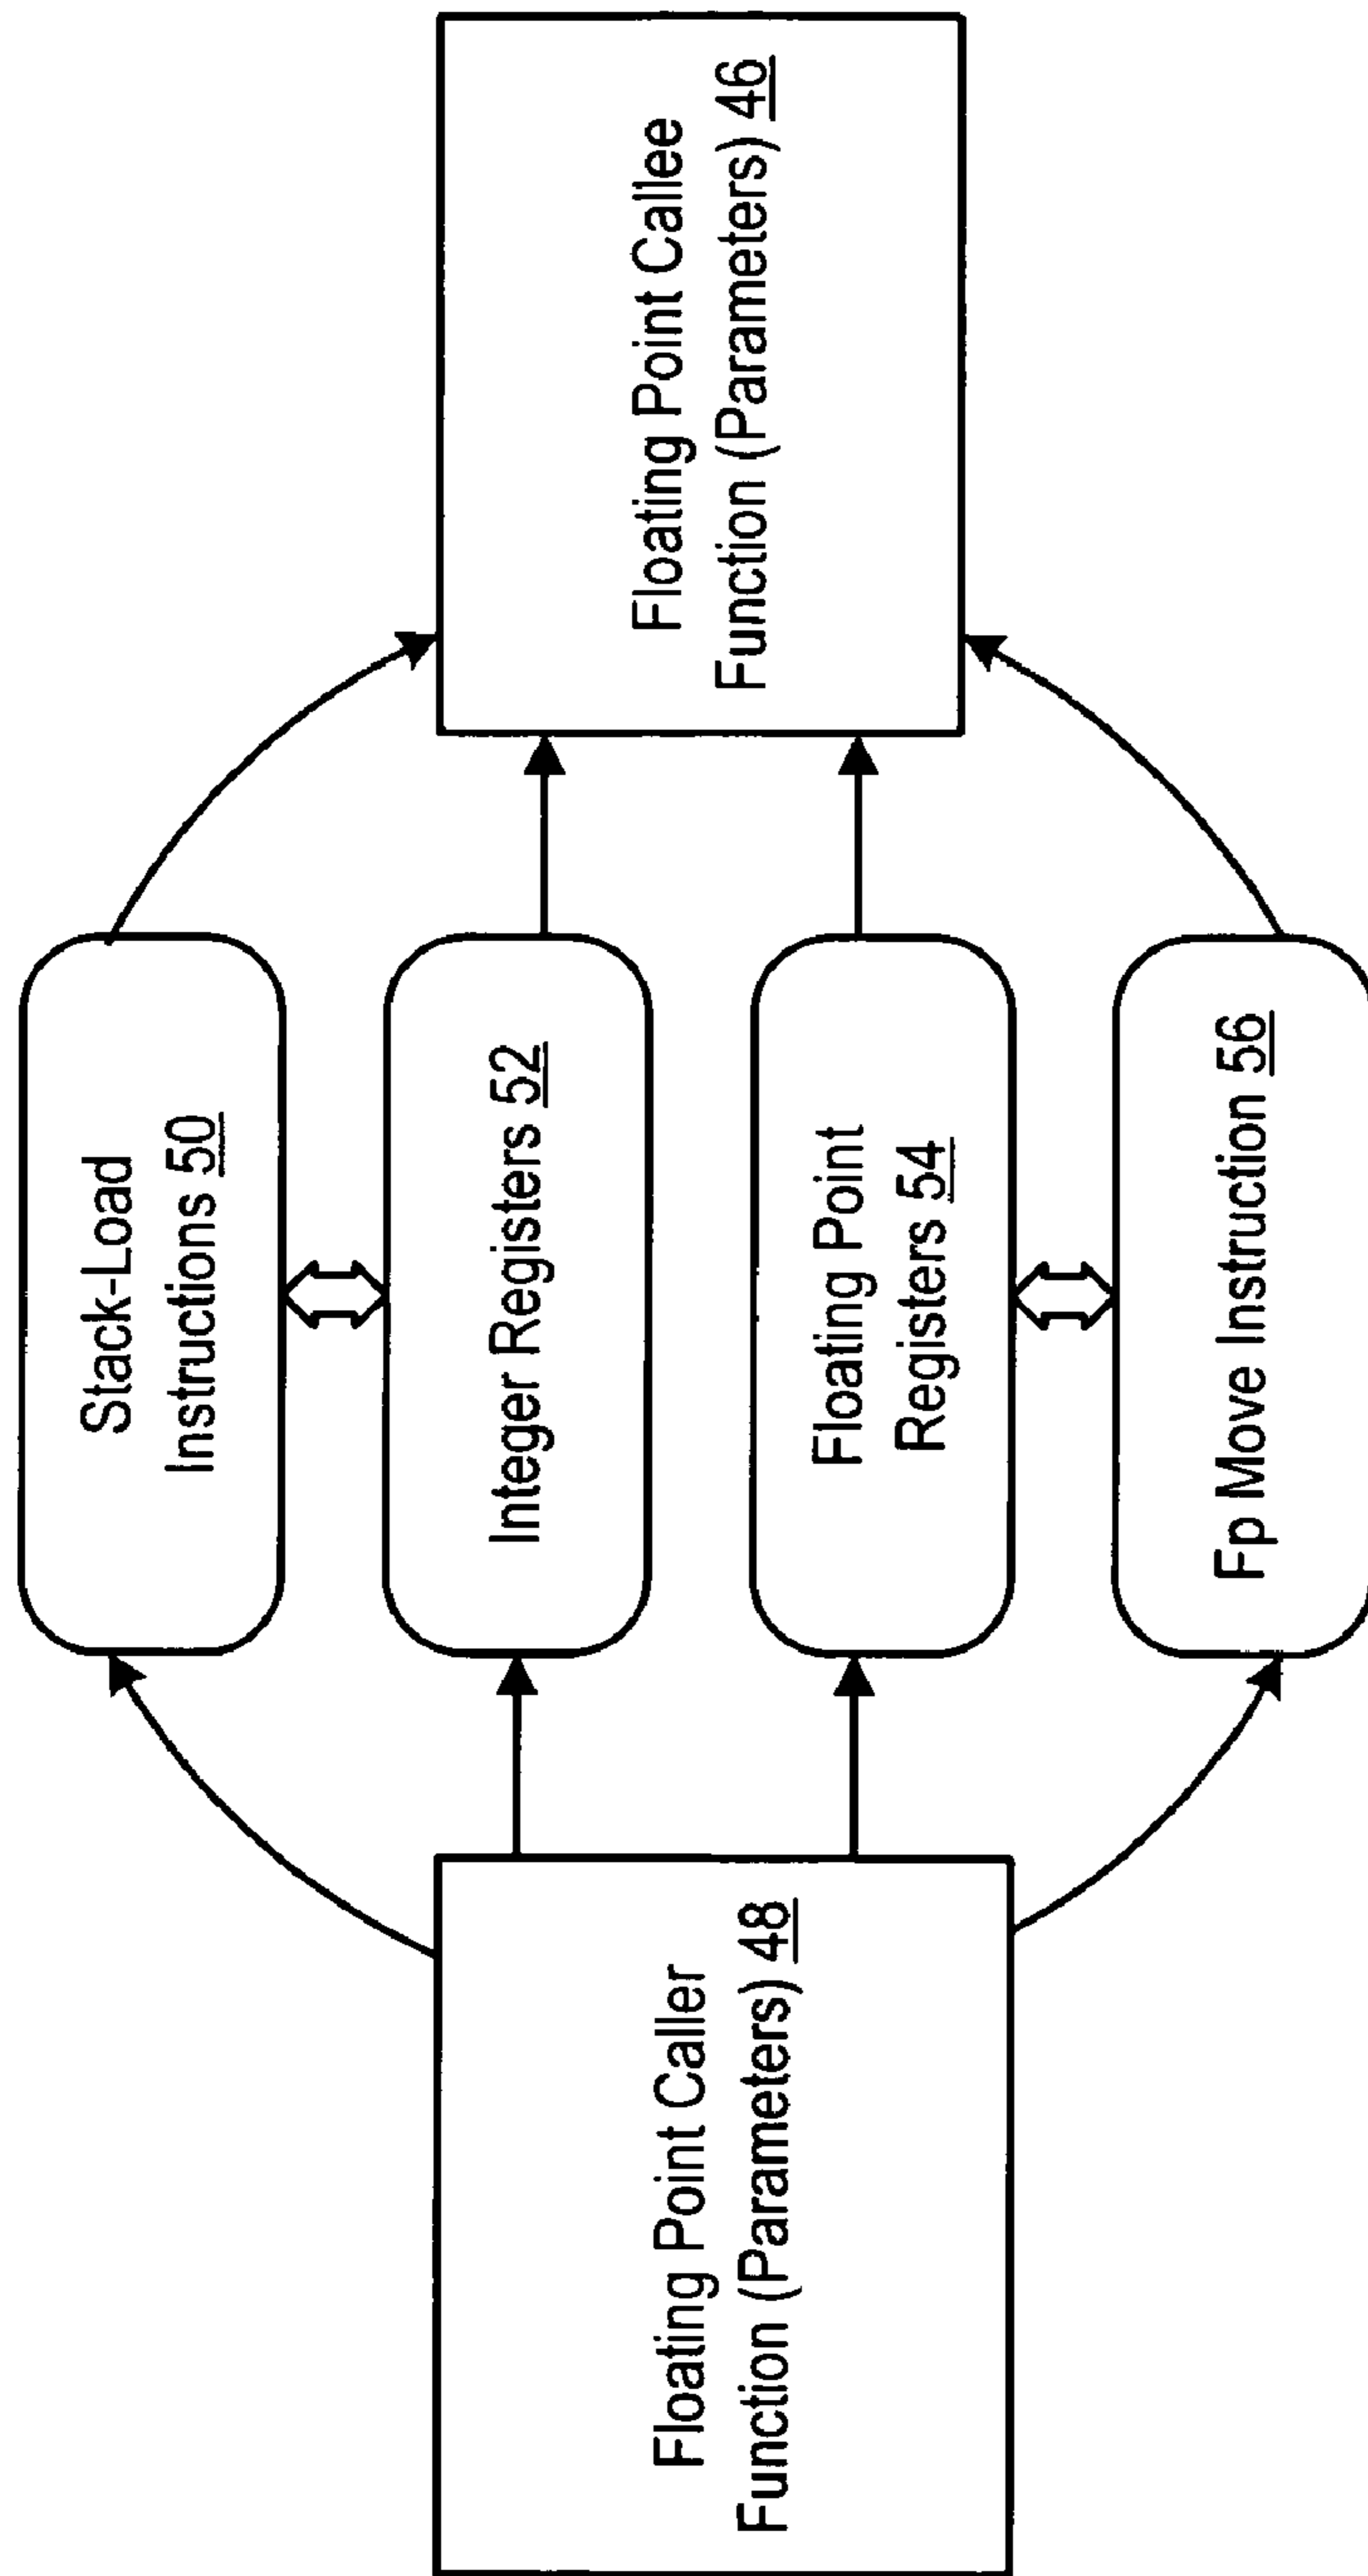 Floating Point Caller
Function (Parameters) 48
Stack-Load
Instructions 50
Integer Registers 52
Floating Point
Registers 54
Fp Move Instruction 56
Floating Point Callee
Function (Parameters) 46